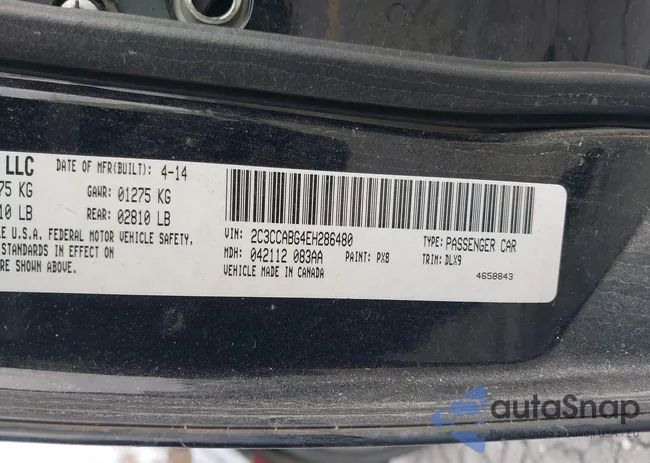 LLC DATE OF MFR(BUILT): 4-14
75 KG GAWR: 01275 KG
10 LB REAR: 02810 LB
E U.S.A. FEDERAL MOTOR VEHICLE SAFETY,
STANDARDS IN EFFECT ON
RE SHOWN ABOVE.
VIN: 2C3CCABG4EH286480 TYPE: PASSENGER CAR
MDH: 042112 083AA PAINT: PX8 TRIM: DLX9
VEHICLE MADE IN CANADA
4658843
autaSnap